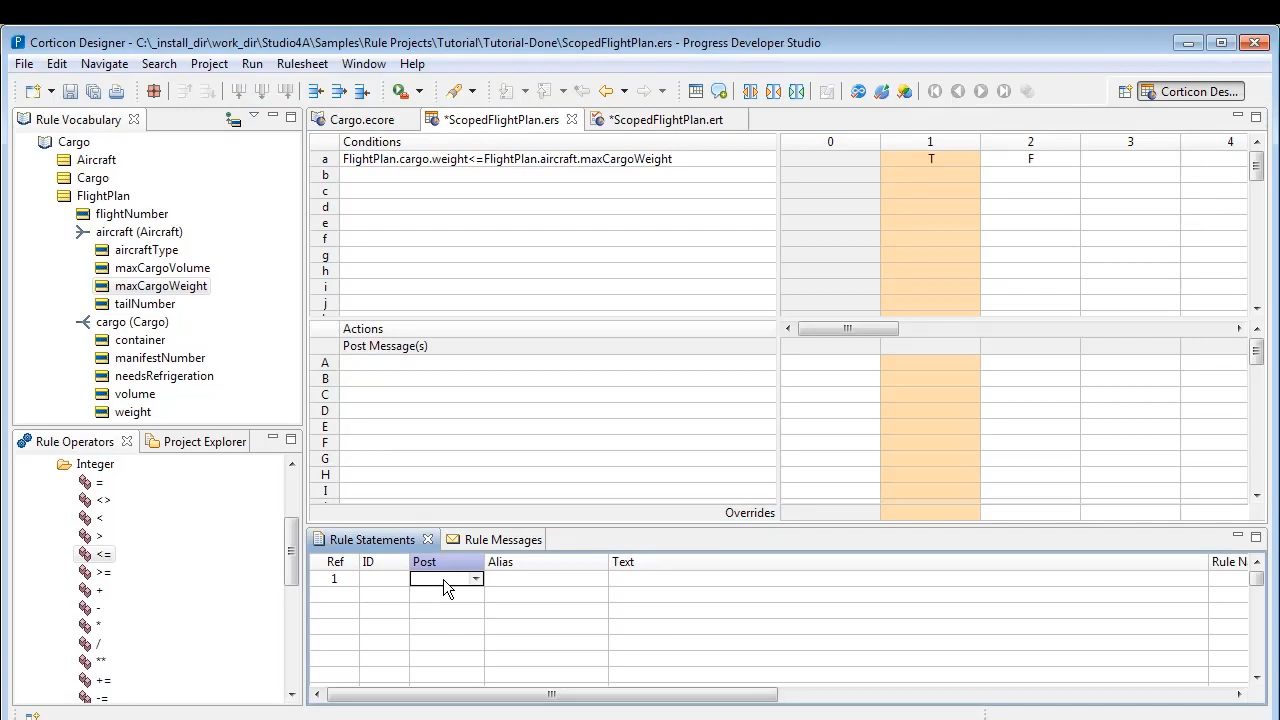 Corticon Designer - C:\_install_dir\work_dir\Studio4A\Samples\Rule Projects\Tutorial\Tutorial-Done\ScopedFlightPlan.ers - Progress Developer Studio
File Edit Navigate Search Project Run Rulesheet Window Help
Corticon Des...
Rule Vocabulary
Cargo
Aircraft
Cargo
FlightPlan
flightNumber
aircraft (Aircraft)
aircraftType
maxCargoVolume
maxCargoWeight
tailNumber
cargo (Cargo)
container
manifestNumber
needsRefrigeration
volume
weight
Rule Operators Project Explorer
Integer
=
<>
<
>
<=
>=
+
-
*
/
**
+=
-=
Cargo.ecore *ScopedFlightPlan.ers *ScopedFlightPlan.ert
Conditions 0 1 2 3 4
a FlightPlan.cargo.weight<=FlightPlan.aircraft.maxCargoWeight T F
b
c
d
e
f
g
h
i
j
Actions
Post Message(s)
A
B
C
D
E
F
G
H
I
Overrides
Rule Statements Rule Messages
Ref ID Post Alias Text Rule N
1